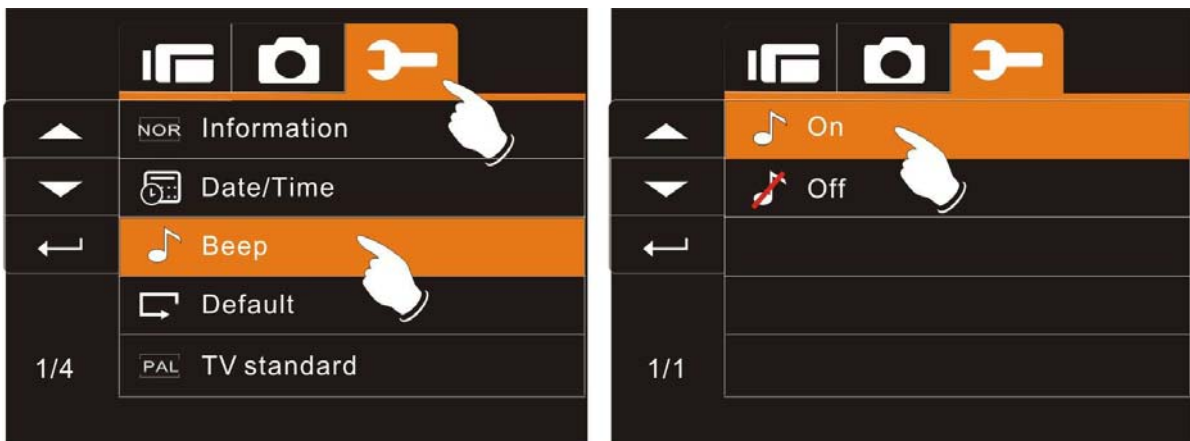 NOR Information
Date/Time
Beep
Default
1/4
PAL TV standard
On
Off
1/1